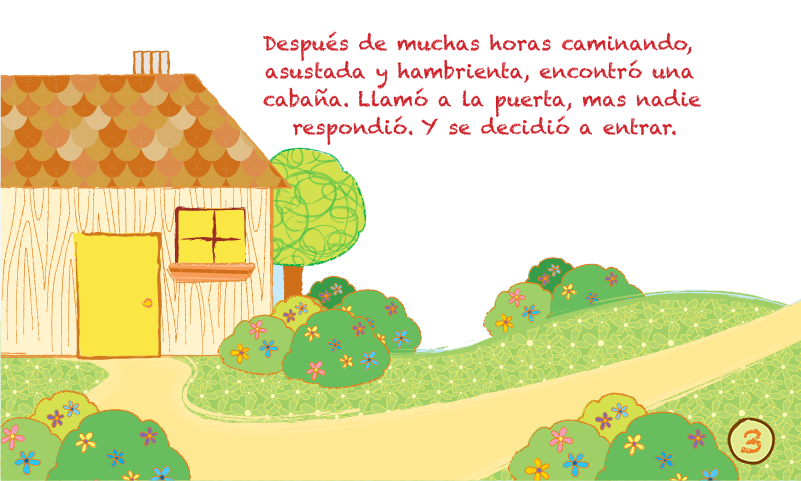 Después de muchas horas caminando,
asustada y hambrienta, encontró una
cabaña. Llamó a la puerta, mas nadie
respondió. Y se decidió a entrar.
3